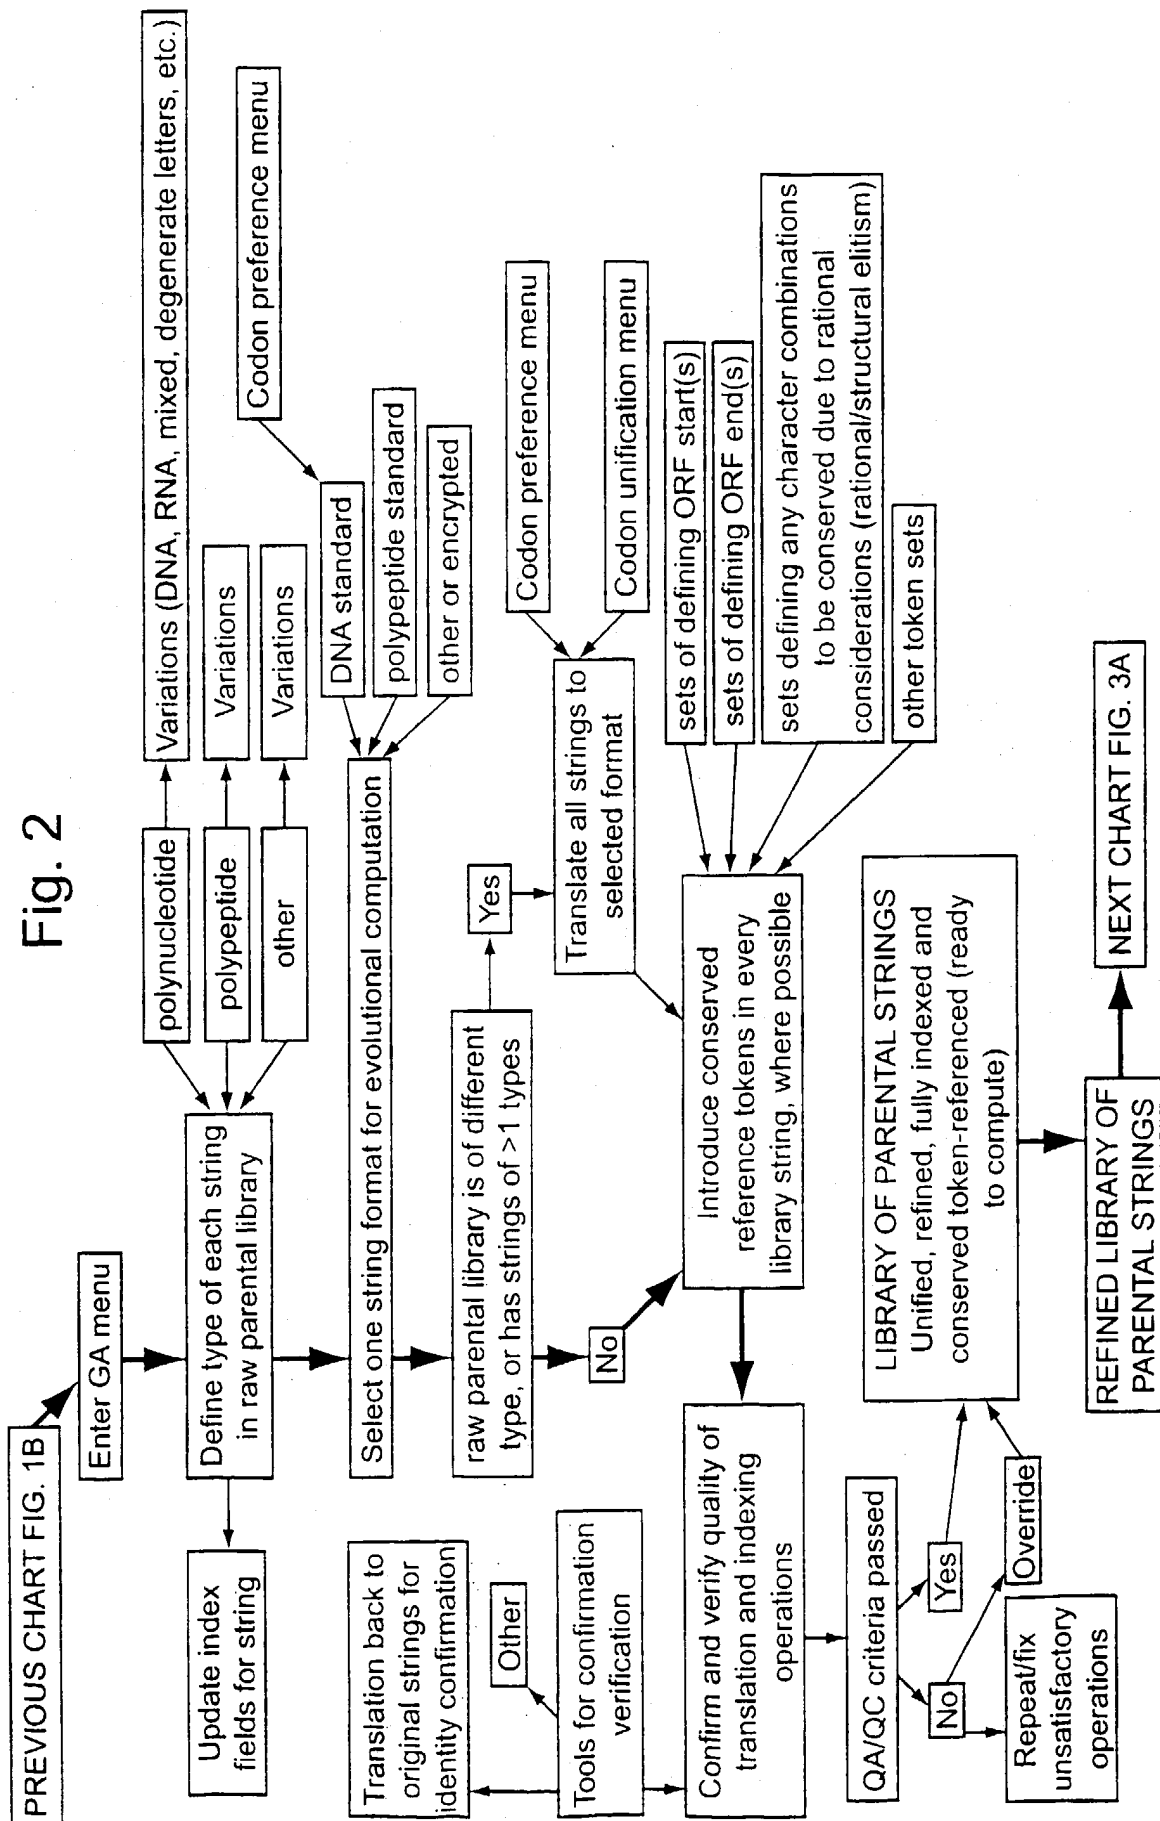 Fig. 2
PREVIOUS CHART FIG. 1B
Enter GA menu
Define type of each string
in raw parental library
Update index
fields for string
polynucleotide
polypeptide
other
Variations (DNA, RNA, mixed, degenerate letters, etc.)
Variations
Variations
Select one string format for evolutional computation
DNA standard
polypeptide standard
other or encrypted
Codon preference menu
raw parental library is of different
type, or has strings of >1 types
Yes
No
Translate all strings to
selected format
Codon preference menu
Codon unification menu
Introduce conserved
reference tokens in every
library string, where possible
sets of defining ORF start(s)
sets of defining ORF end(s)
sets defining any character combinations
to be conserved due to rational
considerations (rational/structural elitism)
other token sets
Translation back to
original strings for
identity confirmation
Other
Tools for confirmation
verification
Confirm and verify quality of
translation and indexing
operations
QA/QC criteria passed
Yes
No
Override
Repeat/fix
unsatisfactory
operations
LIBRARY OF PARENTAL STRINGS
Unified, refined, fully indexed and
conserved token-referenced (ready
to compute)
REFINED LIBRARY OF
PARENTAL STRINGS
NEXT CHART FIG. 3A